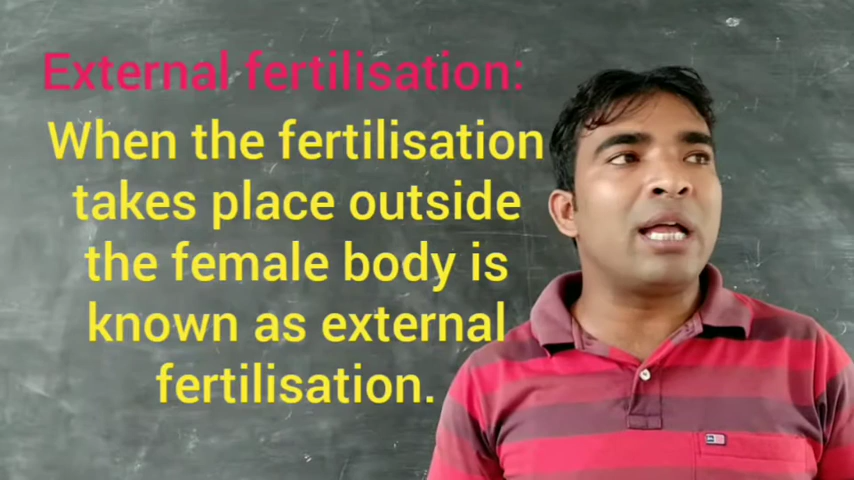 External fertilisation:
When the fertilisation
takes place outside
the female body is
known as external
fertilisation.